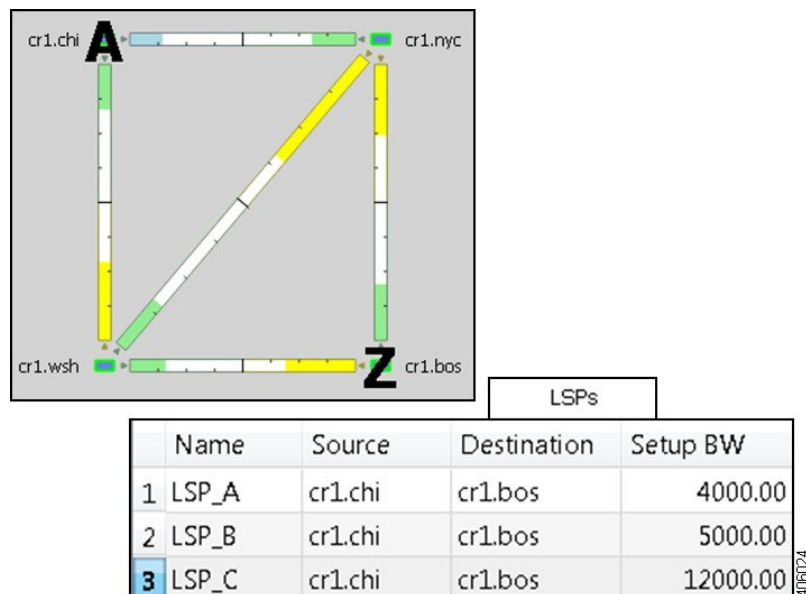 cr1.chi A cr1.nyc
cr1.wsh Z cr1.bos
LSPs
Name Source Destination Setup BW
1 LSP_A cr1.chi cr1.bos 4000.00
2 LSP_B cr1.chi cr1.bos 5000.00
3 LSP_C cr1.chi cr1.bos 12000.00
406024